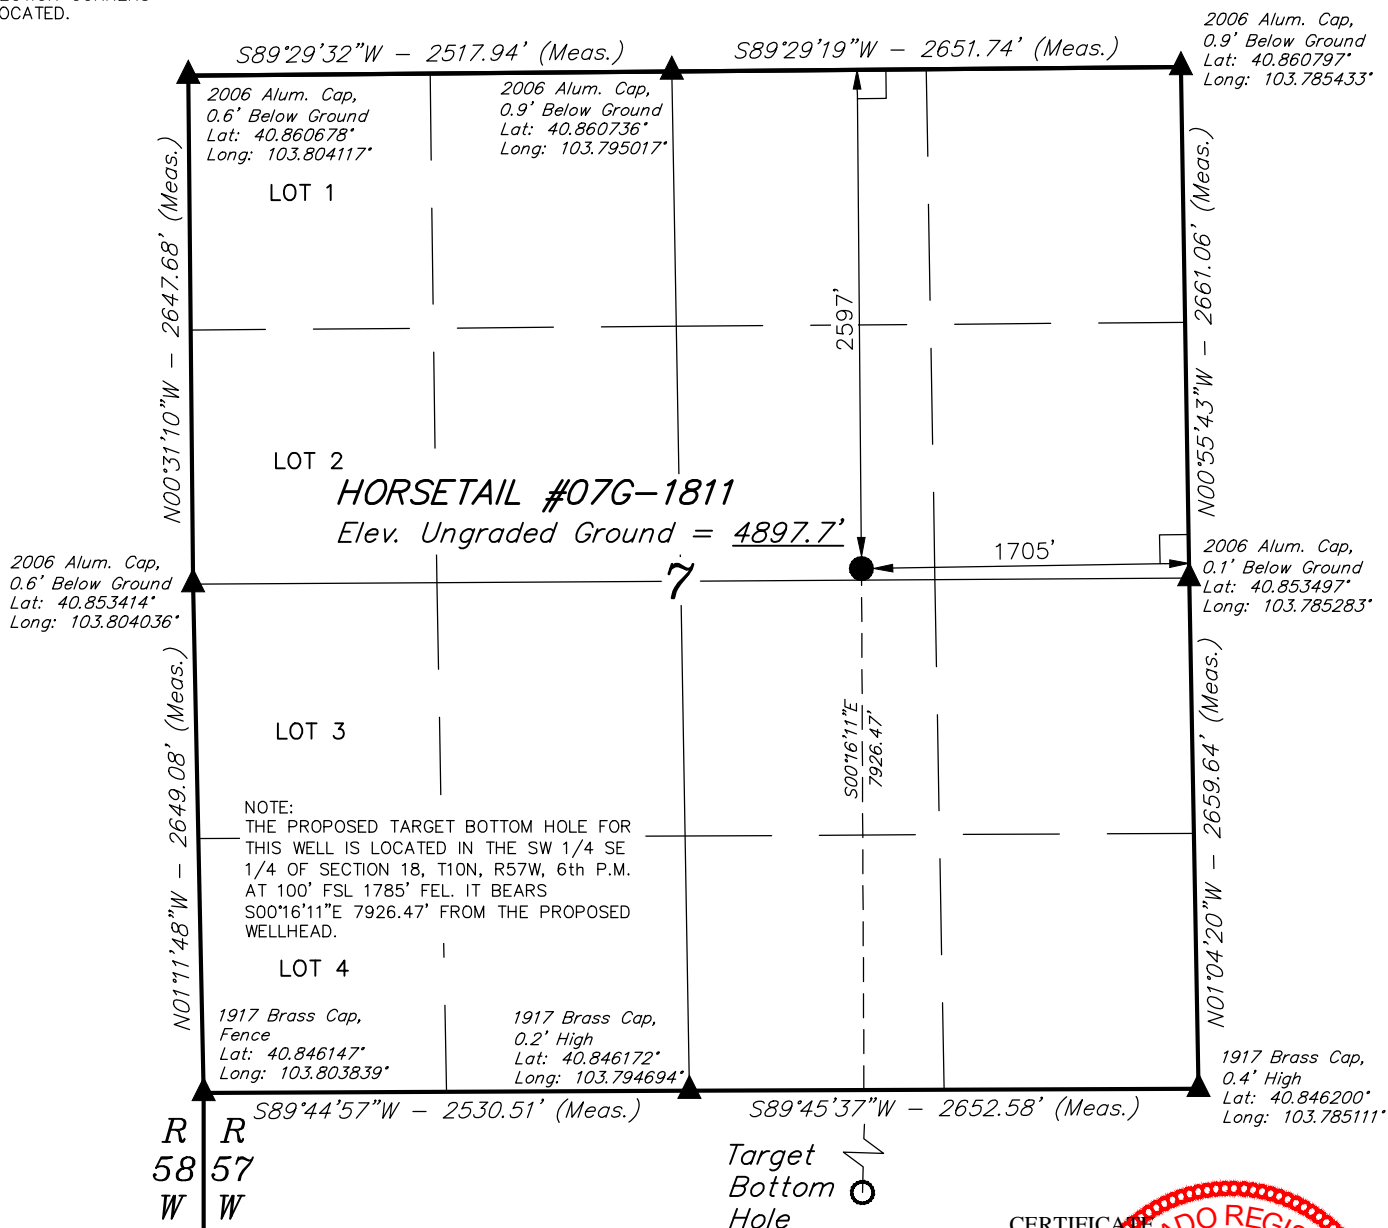 OCATED.
S89°29'32"W - 2517.94' (Meas.)
S89°29'19"W - 2651.74' (Meas.)
2006 Alum. Cap,
0.9' Below Ground
Lat: 40.860797°
Long: 103.785433°
2006 Alum. Cap,
0.6' Below Ground
Lat: 40.860678°
Long: 103.804117°
2006 Alum. Cap,
0.9' Below Ground
Lat: 40.860736°
Long: 103.795017°
LOT 1
N00°31'10"W - 2647.68' (Meas.)
2597'
N00°55'43"W - 2661.06' (Meas.)
LOT 2
HORSETAIL #07G-1811
Elev. Ungraded Ground = 4897.7'
1705'
7
2006 Alum. Cap,
0.6' Below Ground
Lat: 40.853414°
Long: 103.804036°
2006 Alum. Cap,
0.1' Below Ground
Lat: 40.853497°
Long: 103.785283°
N01°11'48"W - 2649.08' (Meas.)
LOT 3
S00°16'11"E
7926.47'
N01°04'20"W - 2659.64' (Meas.)
NOTE:
THE PROPOSED TARGET BOTTOM HOLE FOR
THIS WELL IS LOCATED IN THE SW 1/4 SE
1/4 OF SECTION 18, T10N, R57W, 6th P.M.
AT 100' FSL 1785' FEL. IT BEARS
S00°16'11"E 7926.47' FROM THE PROPOSED
WELLHEAD.
LOT 4
1917 Brass Cap,
Fence
Lat: 40.846147°
Long: 103.803839°
1917 Brass Cap,
0.2' High
Lat: 40.846172°
Long: 103.794694°
1917 Brass Cap,
0.4' High
Lat: 40.846200°
Long: 103.785111°
S89°44'57"W - 2530.51' (Meas.)
S89°45'37"W - 2652.58' (Meas.)
R R
58 57
W W
Target
Bottom
Hole
CERTIFICATE
ADO REGIS